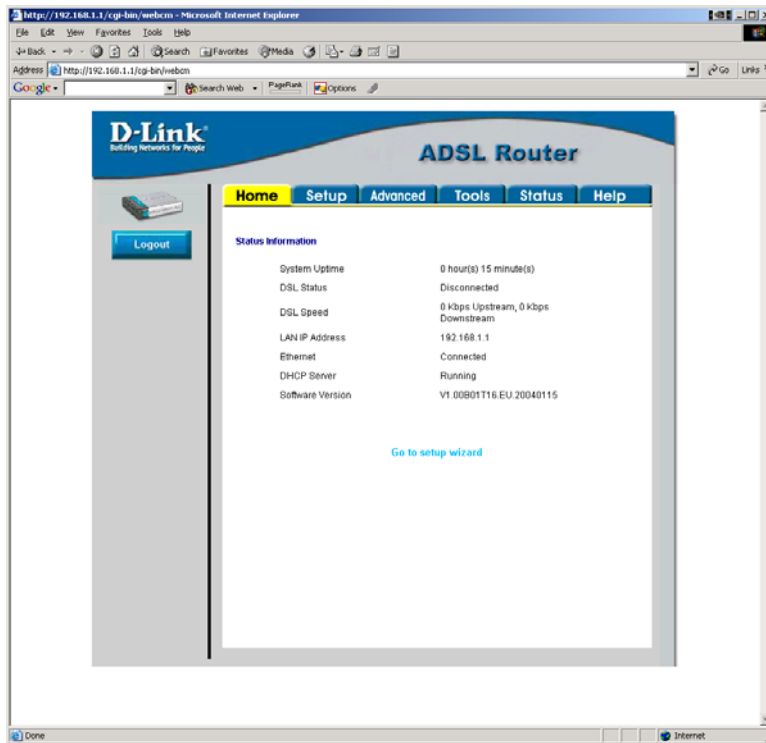 http://192.168.1.1/cgi-bin/webcm - Microsoft Internet Explorer
File Edit View Favorites Tools Help
Back Search Favorites Media
Address http://192.168.1.1/cgi-bin/webcm Go Links
Google Search Web PageRank Options
D-Link
Building Networks for People
ADSL Router
Home Setup Advanced Tools Status Help
Logout
Status Information
System Uptime 0 hour(s) 15 minute(s)
DSL Status Disconnected
DSL Speed 0 Kbps Upstream, 0 Kbps
Downstream
LAN IP Address 192.168.1.1
Ethernet Connected
DHCP Server Running
Software Version V1.00B01T16.EU.20040115
Go to setup wizard
Done Internet